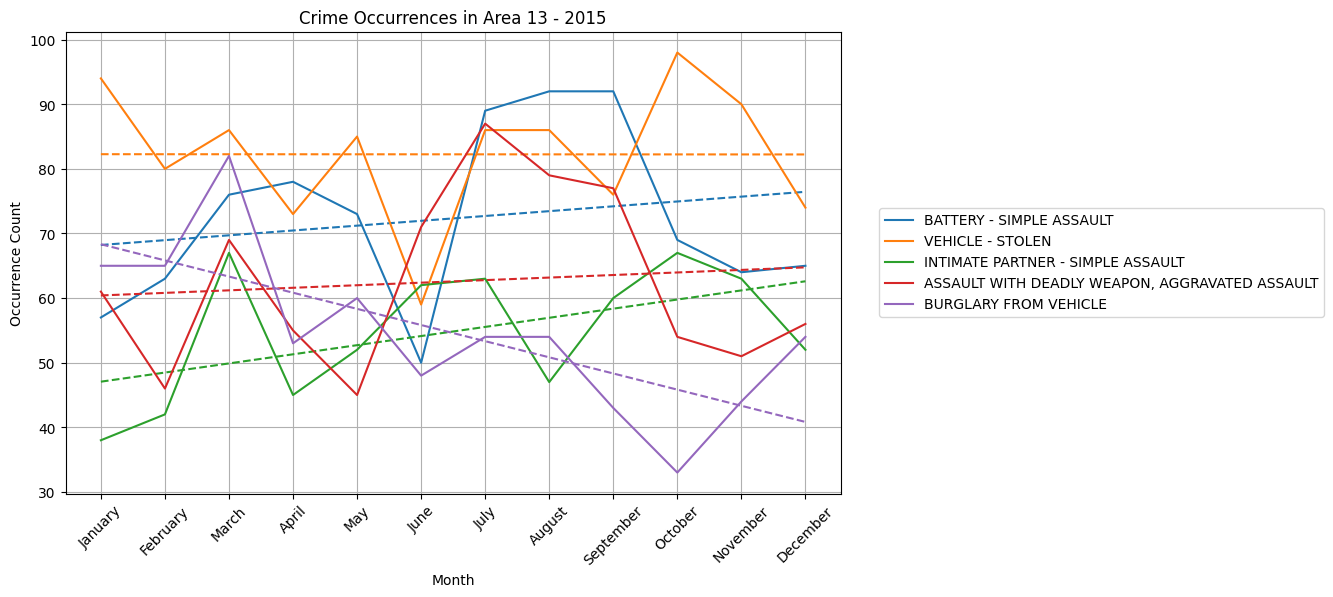 Crime Occurrences in Area 13 - 2015
Occurrence Count
100
90
80
70
60
50
40
30
January
February
March
April
May
June
July
August
September
October
November
December
Month
BATTERY - SIMPLE ASSAULT
VEHICLE - STOLEN
INTIMATE PARTNER - SIMPLE ASSAULT
ASSAULT WITH DEADLY WEAPON, AGGRAVATED ASSAULT
BURGLARY FROM VEHICLE